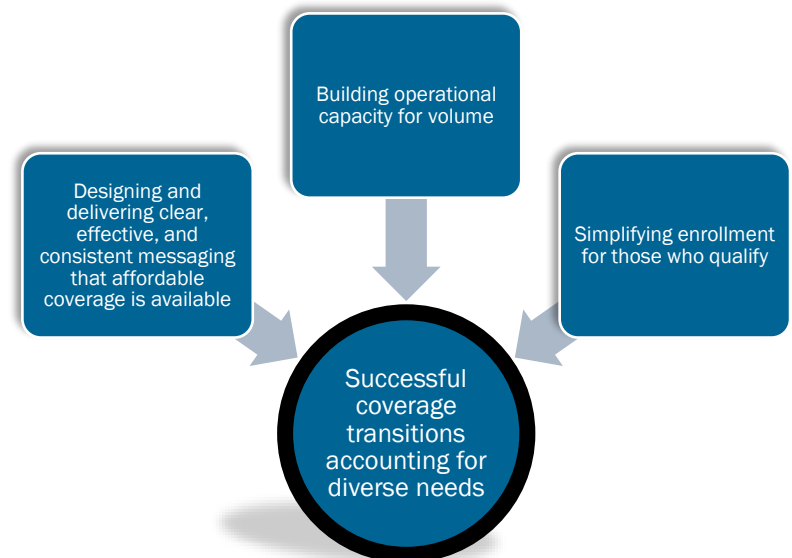 Building operational
capacity for volume
Designing and
delivering clear,
effective, and
consistent messaging
that affordable
coverage is available
Simplifying enrollment
for those who qualify
Successful
coverage
transitions
accounting for
diverse needs